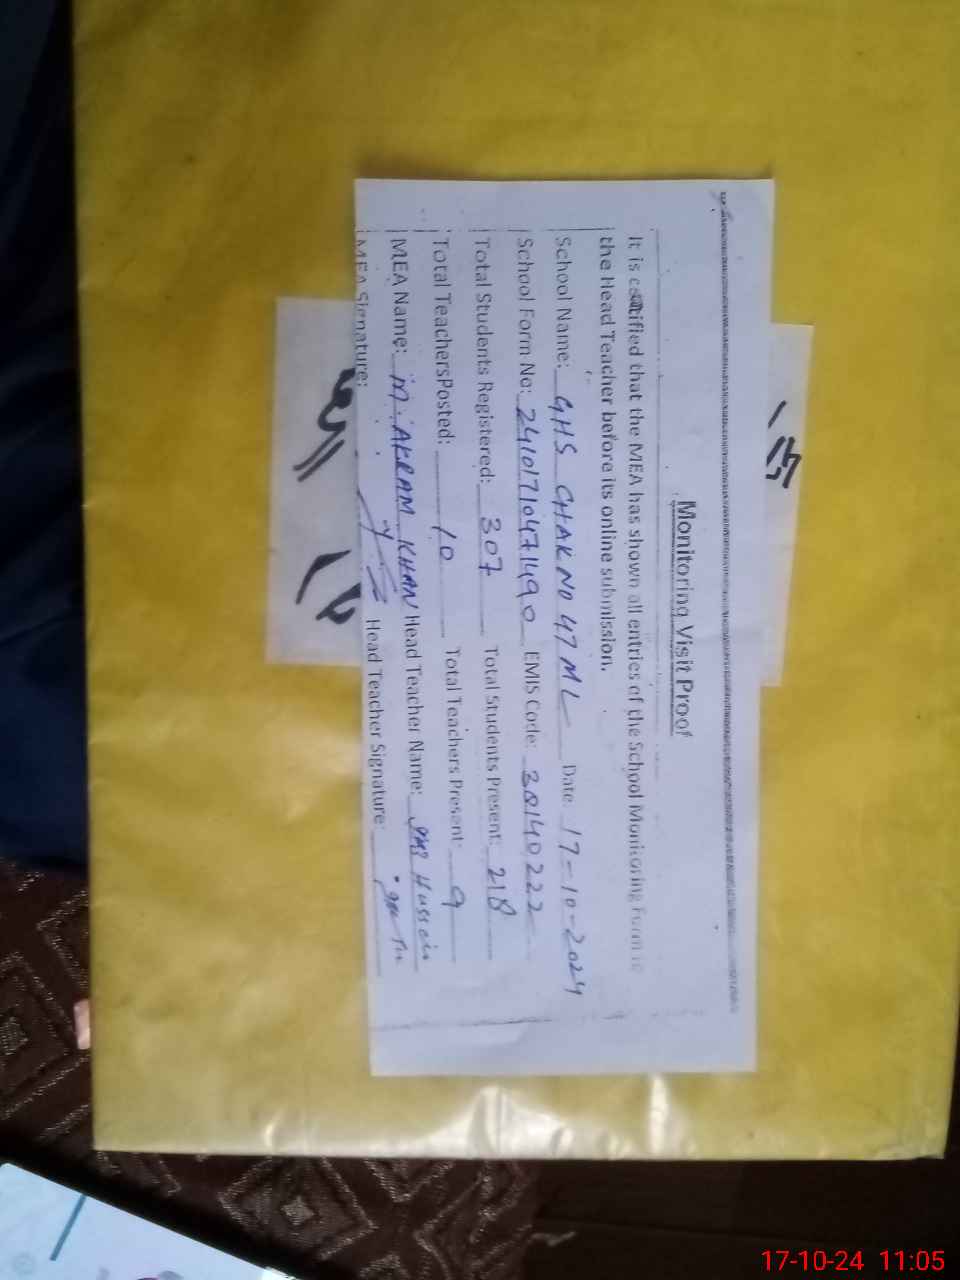 Monitoring Visit Proof
It is certified that the MEA has shown all entries of the School Monitoring Form to
the Head Teacher before its online submission.
School Name: GHS CHAK NO 47 ML Date: 17-10-2024
School Form No: 2410171047490 EMIS Code: 38140222
Total Students Registered: 307 Total Students Present: 218
Total TeachersPosted: 10 Total Teachers Present: 9
MEA Name: M. AKRAM KHAN Head Teacher Name: Hussain
MEA Signature: Head Teacher Signature:
17-10-24 11:05